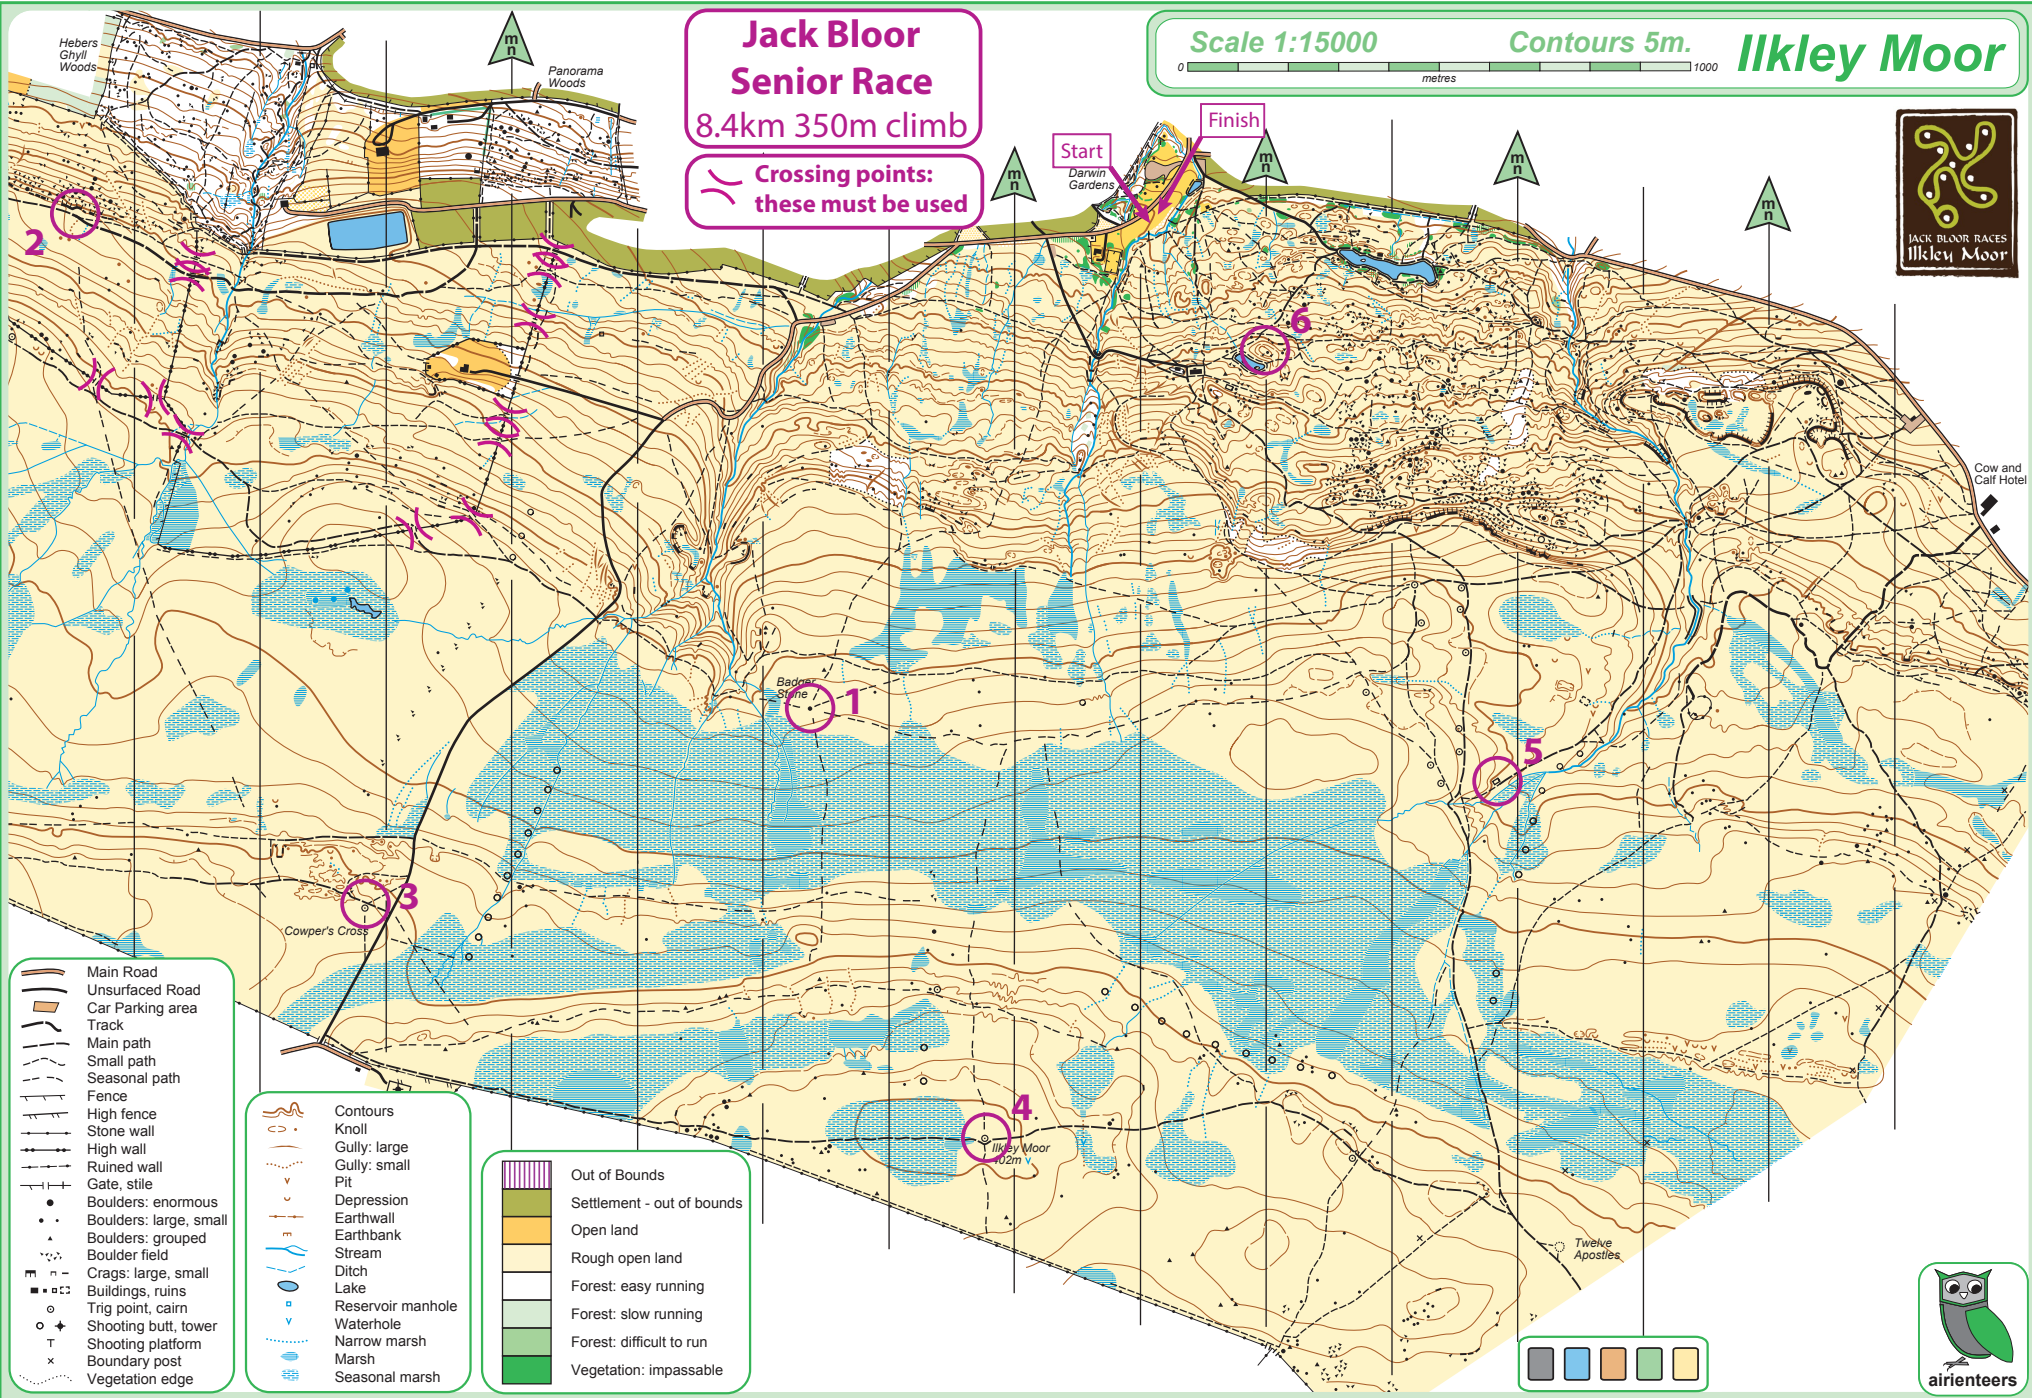 Hebers
Ghyll
Woods
m
n
Panorama
Woods
Jack Bloor
Senior Race
8.4km 350m climb
Crossing points:
these must be used
Scale 1:15000
Contours 5m.
0
1000
metres
Ilkley Moor
JACK BLOOR RACES
Ilkley Moor
Start
Finish
Darwin
Gardens
m
n
m
n
m
n
m
n
2
6
Cow and
Calf Hotel
Badger
Stone
1
5
3
Cowper's Cross
4
Ilkley Moor
402m
Twelve
Apostles
Main Road
Unsurfaced Road
Car Parking area
Track
Main path
Small path
Seasonal path
Fence
High fence
Stone wall
High wall
Ruined wall
Gate, stile
Boulders: enormous
Boulders: large, small
Boulders: grouped
Boulder field
Crags: large, small
Buildings, ruins
Trig point, cairn
Shooting butt, tower
Shooting platform
Boundary post
Vegetation edge
Contours
Knoll
Gully: large
Gully: small
Pit
Depression
Earthwall
Earthbank
Stream
Ditch
Lake
Reservoir manhole
Waterhole
Narrow marsh
Marsh
Seasonal marsh
Out of Bounds
Settlement - out of bounds
Open land
Rough open land
Forest: easy running
Forest: slow running
Forest: difficult to run
Vegetation: impassable
airienteers